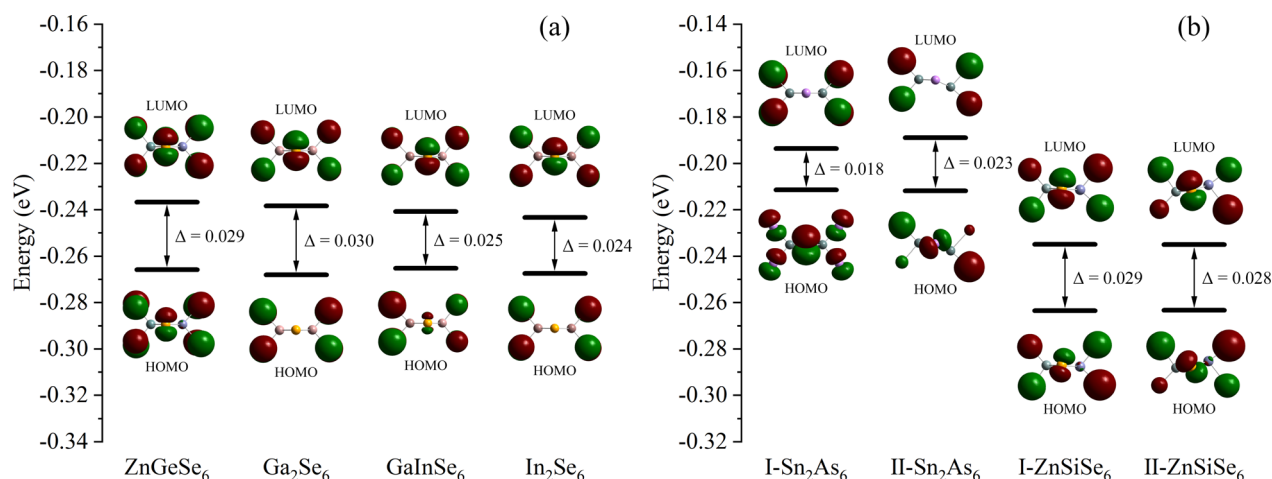 (a)
Energy (eV)
-0.16
-0.18
-0.20
-0.22
-0.24
-0.26
-0.28
-0.30
-0.32
-0.34
LUMO
LUMO
LUMO
LUMO
Δ = 0.029
Δ = 0.030
Δ = 0.025
Δ = 0.024
HOMO
HOMO
HOMO
HOMO
ZnGeSe₆
Ga₂Se₆
GaInSe₆
In₂Se₆
(b)
Energy (eV)
-0.14
-0.16
-0.18
-0.20
-0.22
-0.24
-0.26
-0.28
-0.30
-0.32
LUMO
LUMO
LUMO
LUMO
Δ = 0.018
Δ = 0.023
Δ = 0.029
Δ = 0.028
HOMO
HOMO
HOMO
HOMO
I-Sn₂As₆
II-Sn₂As₆
I-ZnSiSe₆
II-ZnSiSe₆